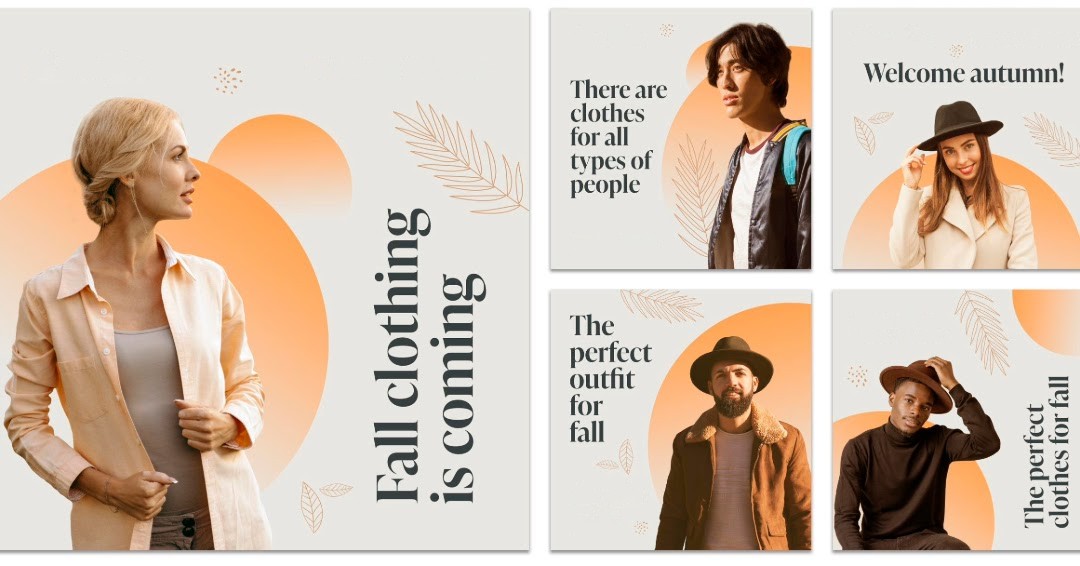 Fall clothing
is coming
There are
clothes
for all
types of
people
Welcome autumn!
The
perfect
outfit
for
fall
The perfect
clothes for fall